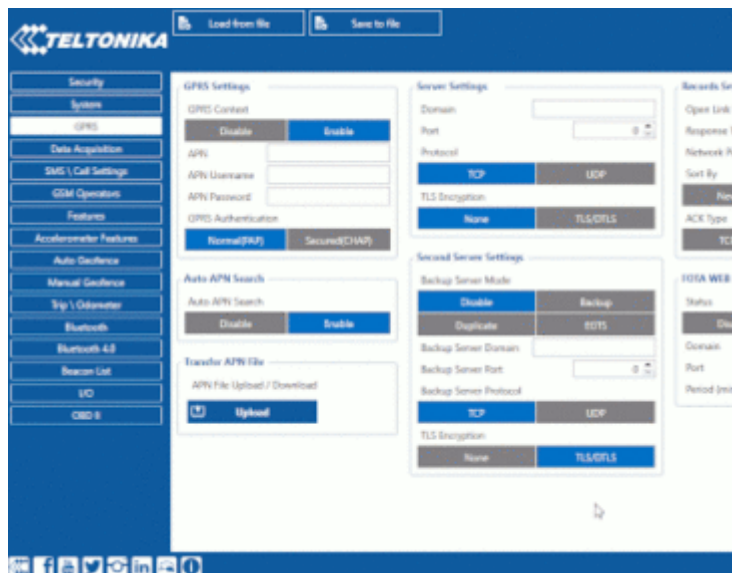 TELTONIKA
Load from file
Save to file
Security
System
GPRS
Data Acquisition
SMS \ Call Settings
GSM Operators
Features
Accelerometer Features
Auto Geofence
Manual Geofence
Trip \ Odometer
Bluetooth
Bluetooth 4.0
Beacon List
I/O
OBD II
GPRS Settings
GPRS Context
Disable Enable
APN
APN Username
APN Password
GPRS Authentication
Normal(PAP) Secured(CHAP)
Auto APN Search
Auto APN Search
Disable Enable
Transfer APN File
APN File Upload / Download
Upload
Server Settings
Domain
Port 0
Protocol
TCP UDP
TLS Encryption
None TLS/DTLS
Second Server Settings
Backup Server Mode
Disable Backup
Duplicate EGTS
Backup Server Domain
Backup Server Port 0
Backup Server Protocol
TCP UDP
TLS Encryption
None TLS/DTLS
Records Se
Open Link
Response
Network P
Sort By
Ne
ACK Type
TC
FOTA WEB
Status
Dis
Domain
Port
Period (mi
f in